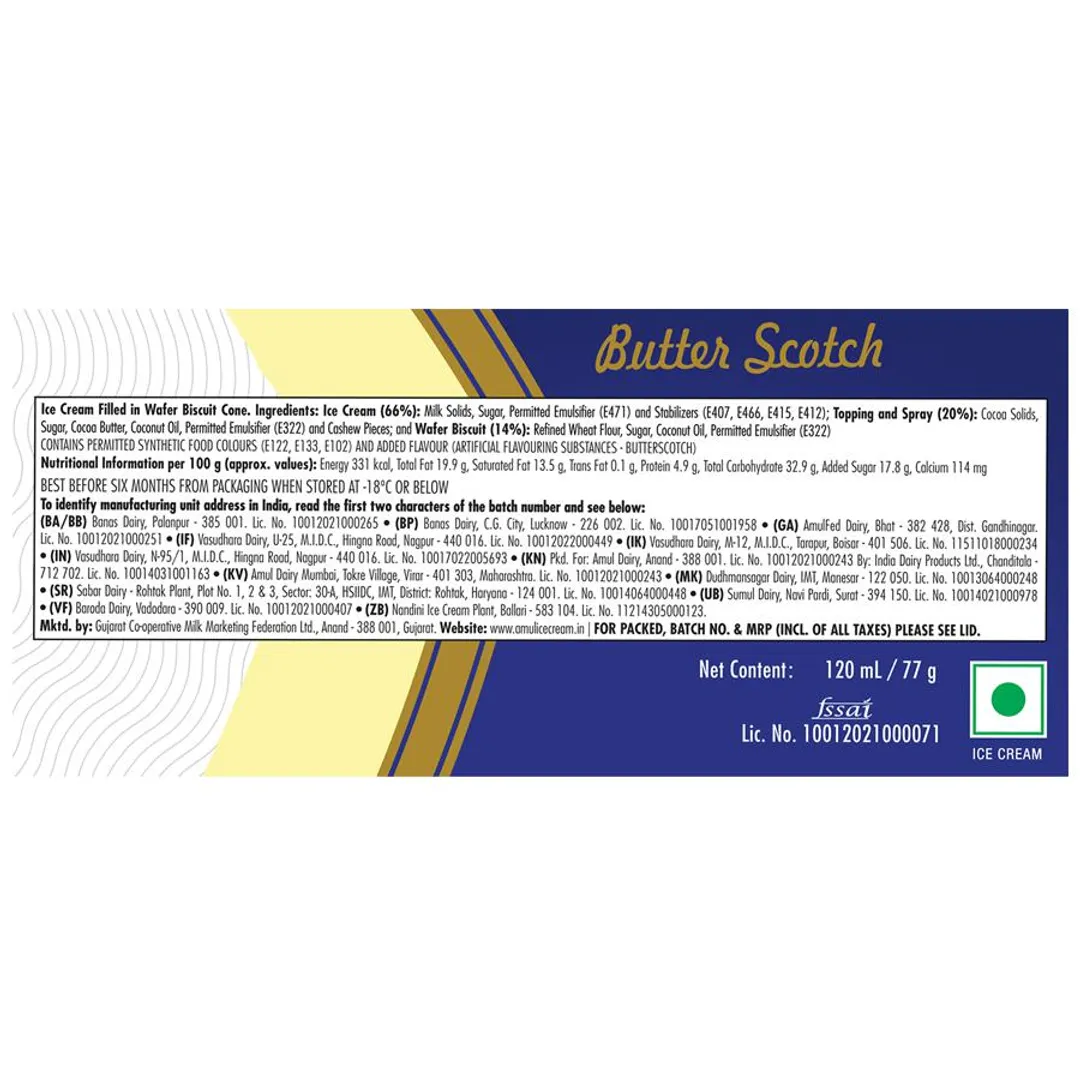 Butter Scotch
Ice Cream Filled in Wafer Biscuit Cone. Ingredients: Ice Cream (66%): Milk Solids, Sugar, Permitted Emulsifier (E471) and Stabilizers (E407, E466, E415, E412); Topping and Spray (20%): Cocoa Solids,
Sugar, Cocoa Butter, Coconut Oil, Permitted Emulsifier (E322) and Cashew Pieces; and Wafer Biscuit (14%): Refined Wheat Flour, Sugar, Coconut Oil, Permitted Emulsifier (E322)
CONTAINS PERMITTED SYNTHETIC FOOD COLOURS (E122, E133, E102) AND ADDED FLAVOUR (ARTIFICIAL FLAVOURING SUBSTANCES - BUTTERSCOTCH)
Nutritional Information per 100 g (approx. values): Energy 331 kcal, Total Fat 19.9 g, Saturated Fat 13.5 g, Trans Fat 0.1 g, Protein 4.9 g, Total Carbohydrate 32.9 g, Added Sugar 17.8 g, Calcium 114 mg
BEST BEFORE SIX MONTHS FROM PACKAGING WHEN STORED AT -18°C OR BELOW
To identify manufacturing unit address in India, read the first two characters of the batch number and see below:
(BA/BB) Banas Dairy, Palanpur - 385 001. Lic. No. 10012021000265 • (BP) Banas Dairy, C.G. City, Lucknow - 226 002. Lic. No. 10017051001958 • (GA) AmulFed Dairy, Bhat - 382 428, Dist. Gandhinagar.
Lic. No. 10012021000251 • (IF) Vasudhara Dairy, U-25, M.I.D.C., Hingna Road, Nagpur - 440 016. Lic. No. 10012022000449 • (IK) Vasudhara Dairy, M-12, M.I.D.C., Tarapur, Boisar - 401 506. Lic. No. 11511018000234
• (IN) Vasudhara Dairy, N-95/1, M.I.D.C., Hingna Road, Nagpur - 440 016. Lic. No. 10017022005693 • (KN) Pkd. For: Amul Dairy, Anand - 388 001. Lic. No. 10012021000243 By: India Dairy Products Ltd., Chanditala -
712 702. Lic. No. 10014031001163 • (KV) Amul Dairy Mumbai, Tokre Village, Virar - 401 303, Maharashtra. Lic. No. 10012021000243 • (MK) Dudhmansagar Dairy, IMT, Manesar - 122 050. Lic. No. 10013064000248
• (SR) Sabar Dairy - Rohtak Plant, Plot No. 1, 2 & 3, Sector: 30-A, HSIIDC, IMT, District: Rohtak, Haryana - 124 001. Lic. No. 10014064000448 • (UB) Sumul Dairy, Navi Pardi, Surat - 394 150. Lic. No. 10014021000978
• (VF) Baroda Dairy, Vadodara - 390 009. Lic. No. 10012021000407 • (ZB) Nandini Ice Cream Plant, Ballari - 583 104. Lic. No. 11214305000123.
Mktd. by: Gujarat Co-operative Milk Marketing Federation Ltd., Anand - 388 001, Gujarat. Website: www.amulicecream.in | FOR PACKED, BATCH NO. & MRP (INCL. OF ALL TAXES) PLEASE SEE LID.
Net Content: 120 mL / 77 g
fssai
Lic. No. 10012021000071
ICE CREAM